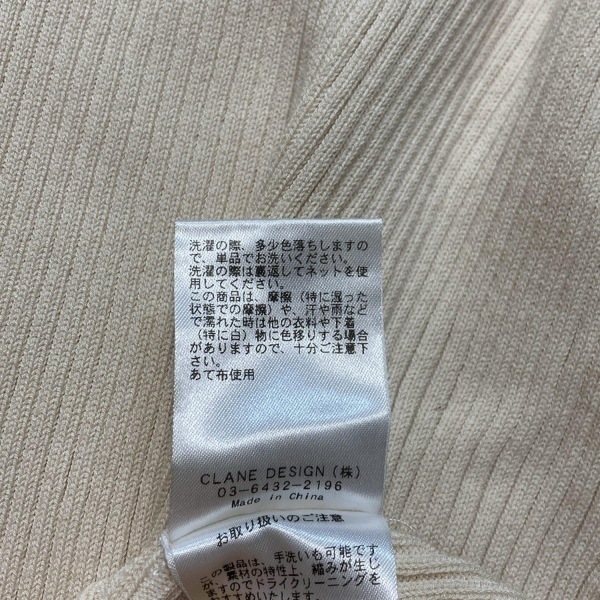 洗濯の際、多少色落ちしますの
で、単品でお洗いください。
洗濯の際は裏返してネットを使
用してください。
この商品は、摩擦（特に湿った
状態での摩擦）や、汗や雨など
で濡れた時は他の衣料や下着
（特に白）物に色移りする場合
がありますので、十分ご注意下
さい。
あて布使用
CLANE DESIGN (株)
03-6432-2196
Made in China
お取り扱いのご注意
この製品は、手洗いも可能です
が、素材の特性上、縮みが生じ
ますのでドライクリーニングを